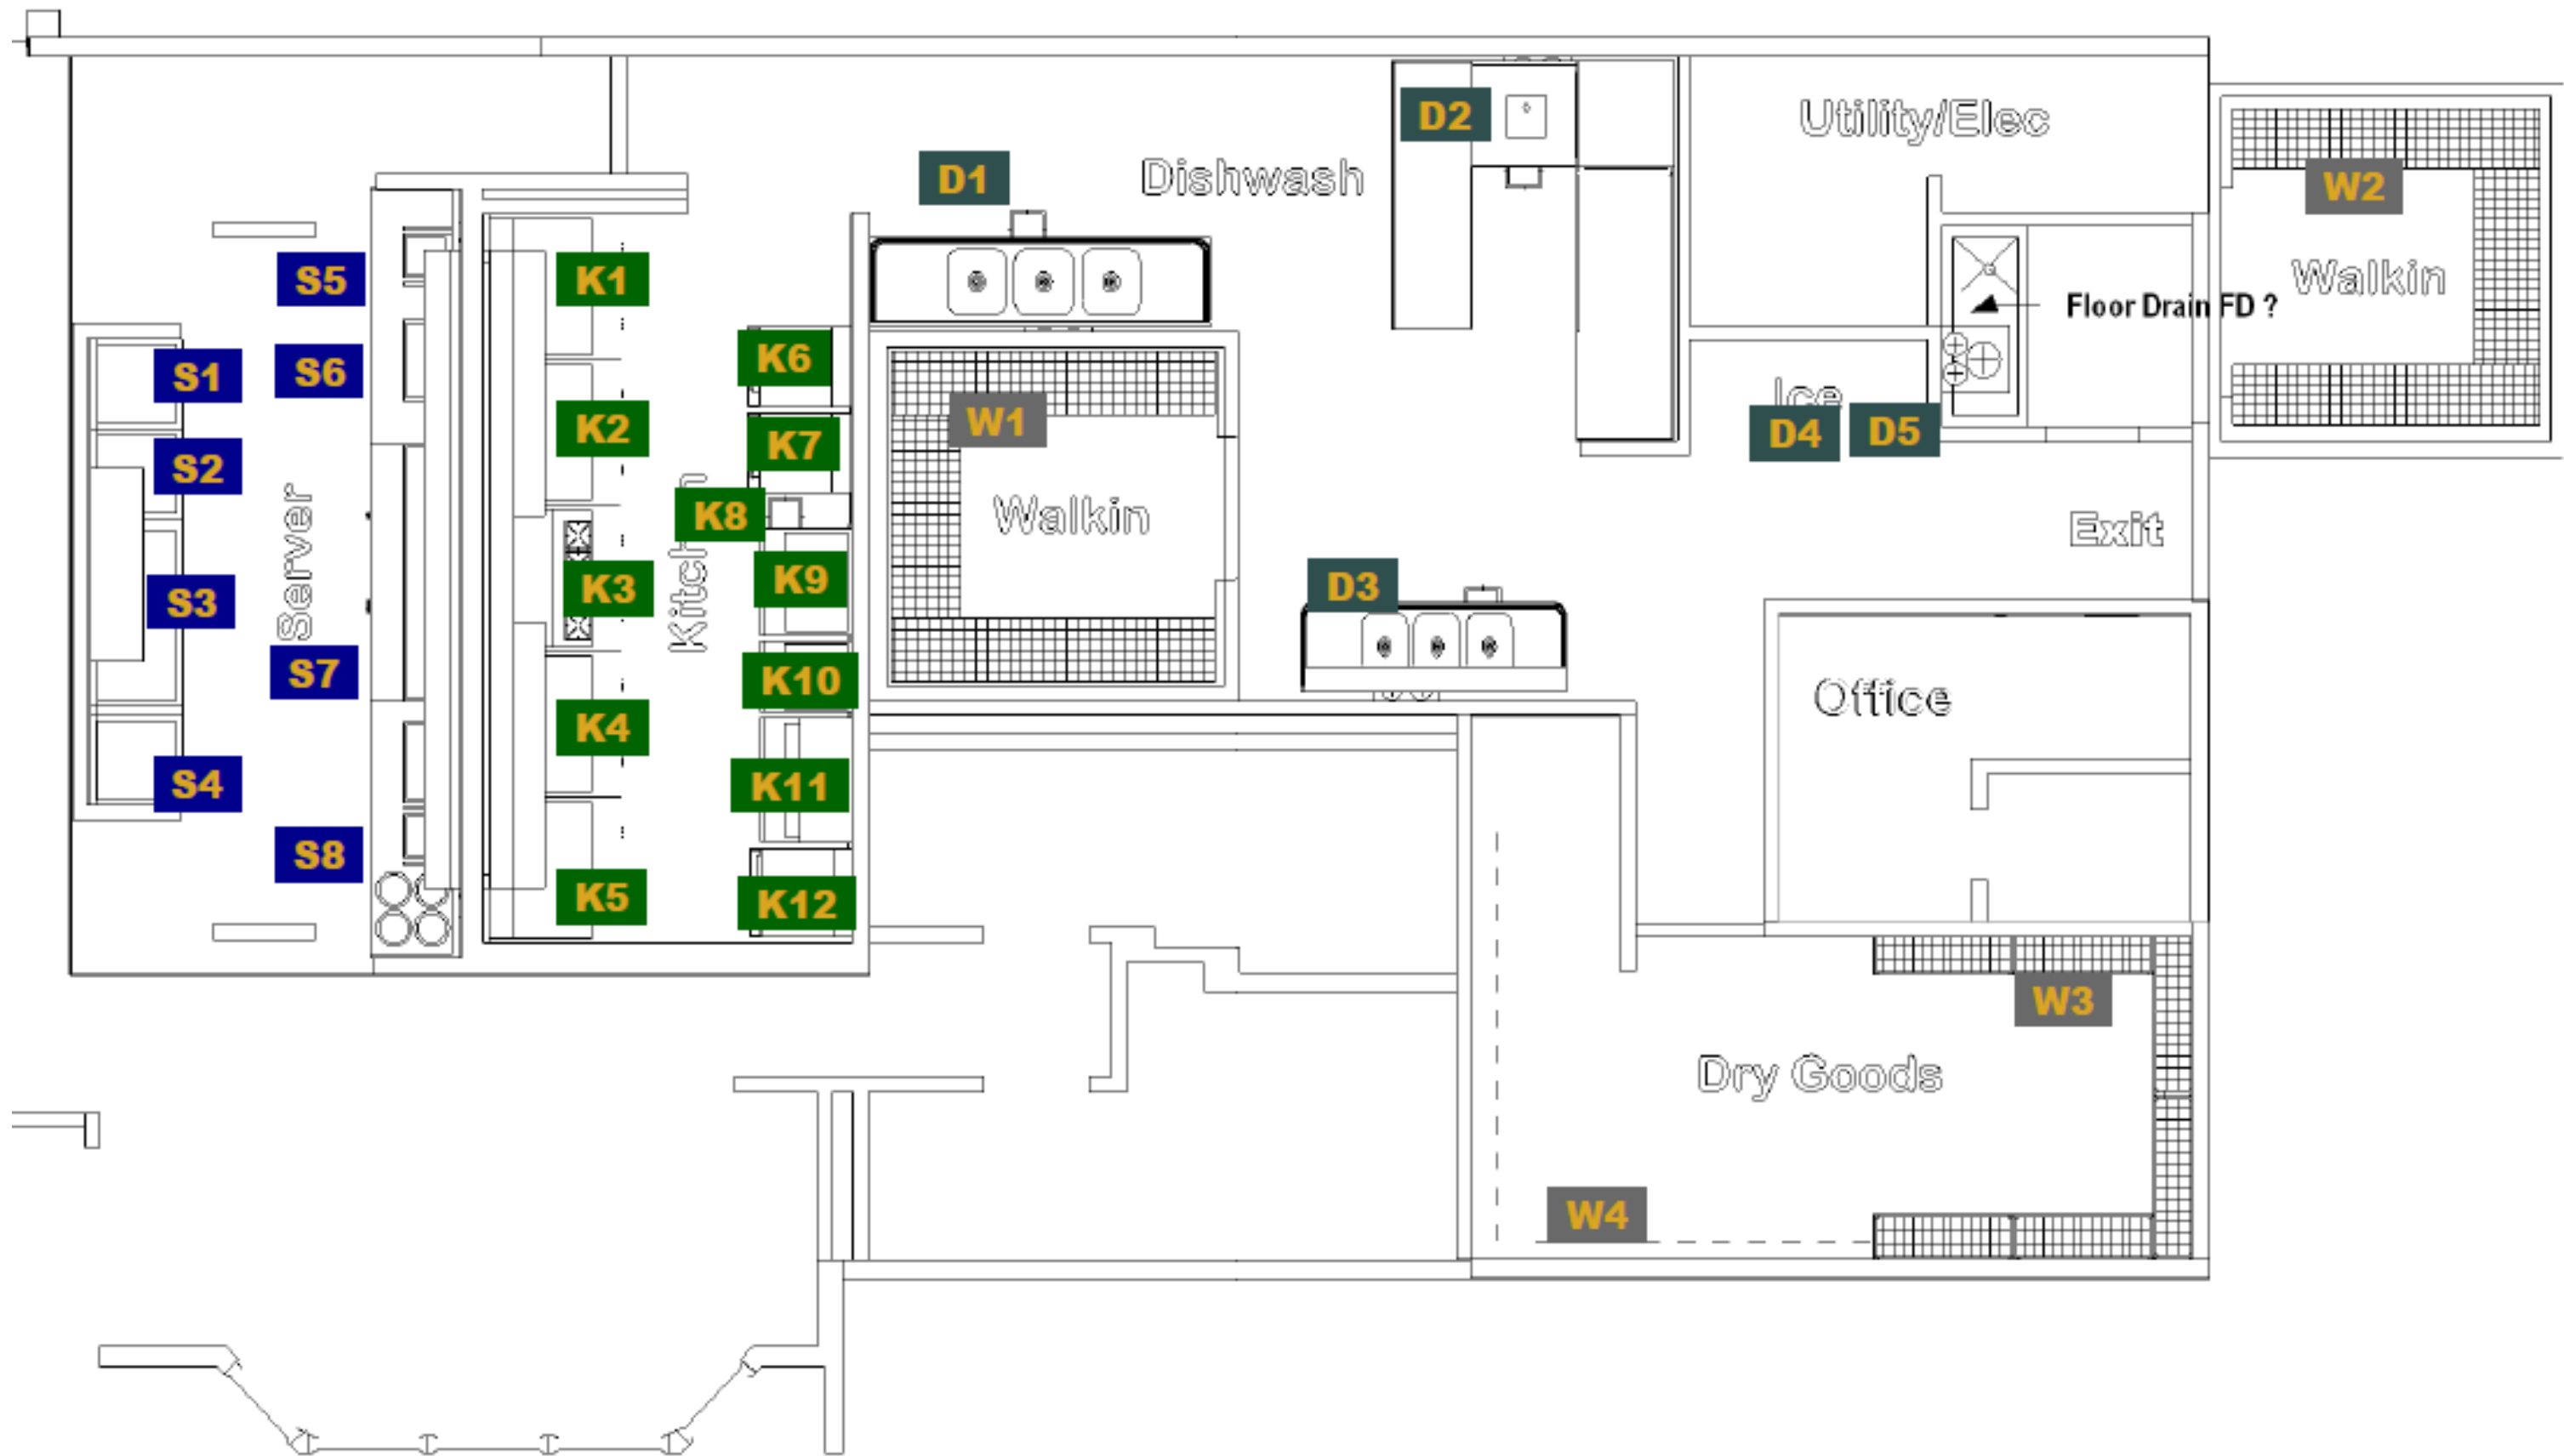 D2
Utility/Elec
D1
Dishwash
W2
S5
K1
Walkin
Floor Drain FD ?
S1
S6
K6
Ice
K2
W1
D4
D5
K7
S2
Server
Kitchen
K8
Walkin
Exit
K3
K9
D3
S3
S7
K10
Office
K4
S4
K11
S8
K5
K12
W3
Dry Goods
W4